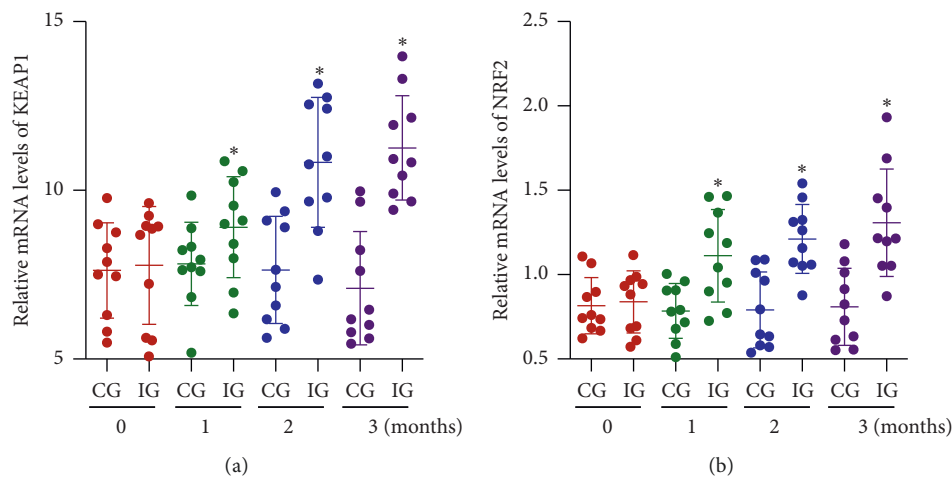 Relative mRNA levels of KEAP1
15
10
5
*
*
*
CG IG CG IG CG IG CG IG
0 1 2 3 (months)
(a)
Relative mRNA levels of NRF2
2.5
2.0
1.5
1.0
0.5
*
*
*
CG IG CG IG CG IG CG IG
0 1 2 3 (months)
(b)